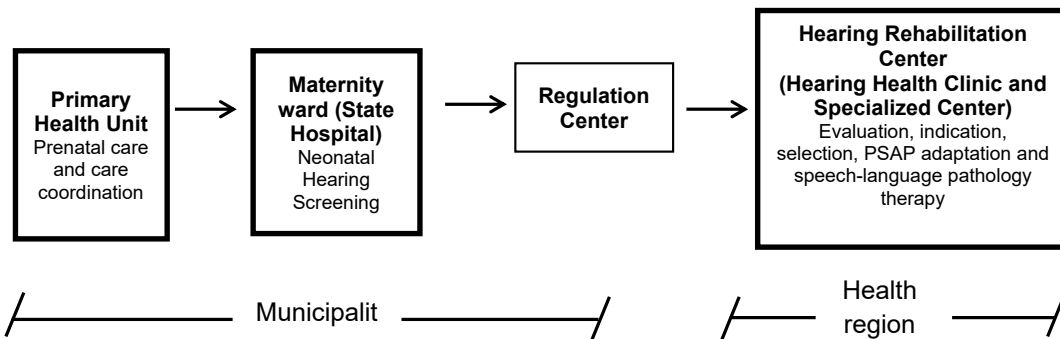 Primary
Health Unit
Prenatal care
and care
coordination
Maternity
ward (State
Hospital)
Neonatal
Hearing
Screening
Regulation
Center
Hearing Rehabilitation
Center
(Hearing Health Clinic and
Specialized Center)
Evaluation, indication,
selection, PSAP adaptation and
speech-language pathology
therapy
Municipalit
Health
region